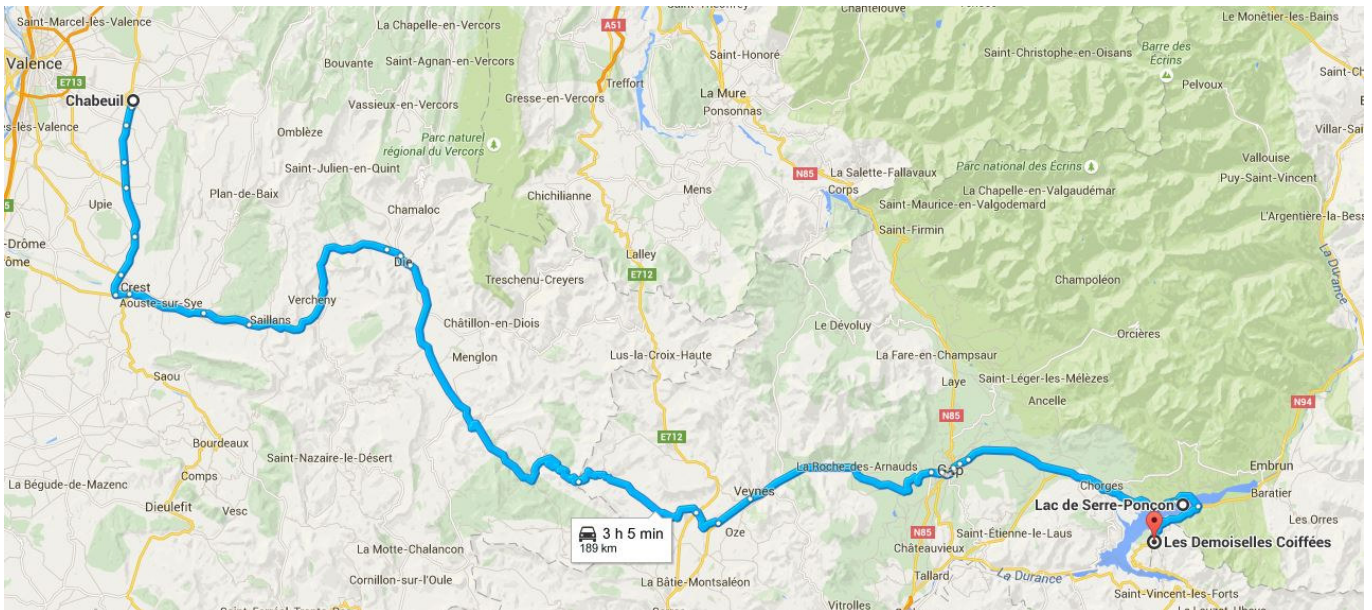 Saint-Marcel-lès-Valence
La Chapelle-en-Vercors
A51
Chantelouve
Le Monêtier-les-Bains
Valence
Bouvante
Saint-Agnan-en-Vercors
Saint-Honoré
Saint-Christophe-en-Oisans
Barre des
Écrins
E713
Treffort
Chabeuil
Vassieux-en-Vercors
Gresse-en-Vercors
La Mure
Ponsonnas
Pelvoux
Omblèze
Parc naturel
régional du Vercors
Saint-Julien-en-Quint
Vallouise
Parc national des Écrins
Puy-Saint-Vincent
N85
La Salette-Fallavaux
Corps
Plan-de-Baix
Chichilianne
Mens
La Chapelle-en-Valgaudémar
Saint-Maurice-en-Valgodemard
Upie
Chamaloc
L'Argentière-la-Bess
Saint-Firmin
La Durance
Die
Lalley
E712
Treschenu-Creyers
Champoléon
Crest
Aouste-sur-Sye
Vercheny
Saillans
Châtillon-en-Diois
Le Dévoluy
Orcières
Menglon
Lus-la-Croix-Haute
La Fare-en-Champsaur
Saou
Laye
Saint-Léger-les-Mélèzes
Ancelle
N94
N85
E712
Bourdeaux
Saint-Nazaire-le-Désert
La Roche-des-Arnauds
Gap
Embrun
Comps
La Bégude-de-Mazenc
Dieulefit
Vesc
Veynes
Chorges
Baratier
Lac de Serre-Ponçon
Oze
Les Orres
3 h 5 min
189 km
N85
Saint-Étienne-le-Laus
Les Demoiselles Coiffées
La Motte-Chalancon
Châteauvieux
Cornillon-sur-l'Oule
La Bâtie-Montsaléon
Tallard
La Durance
Saint-Vincent-les-Forts
Vitrolles